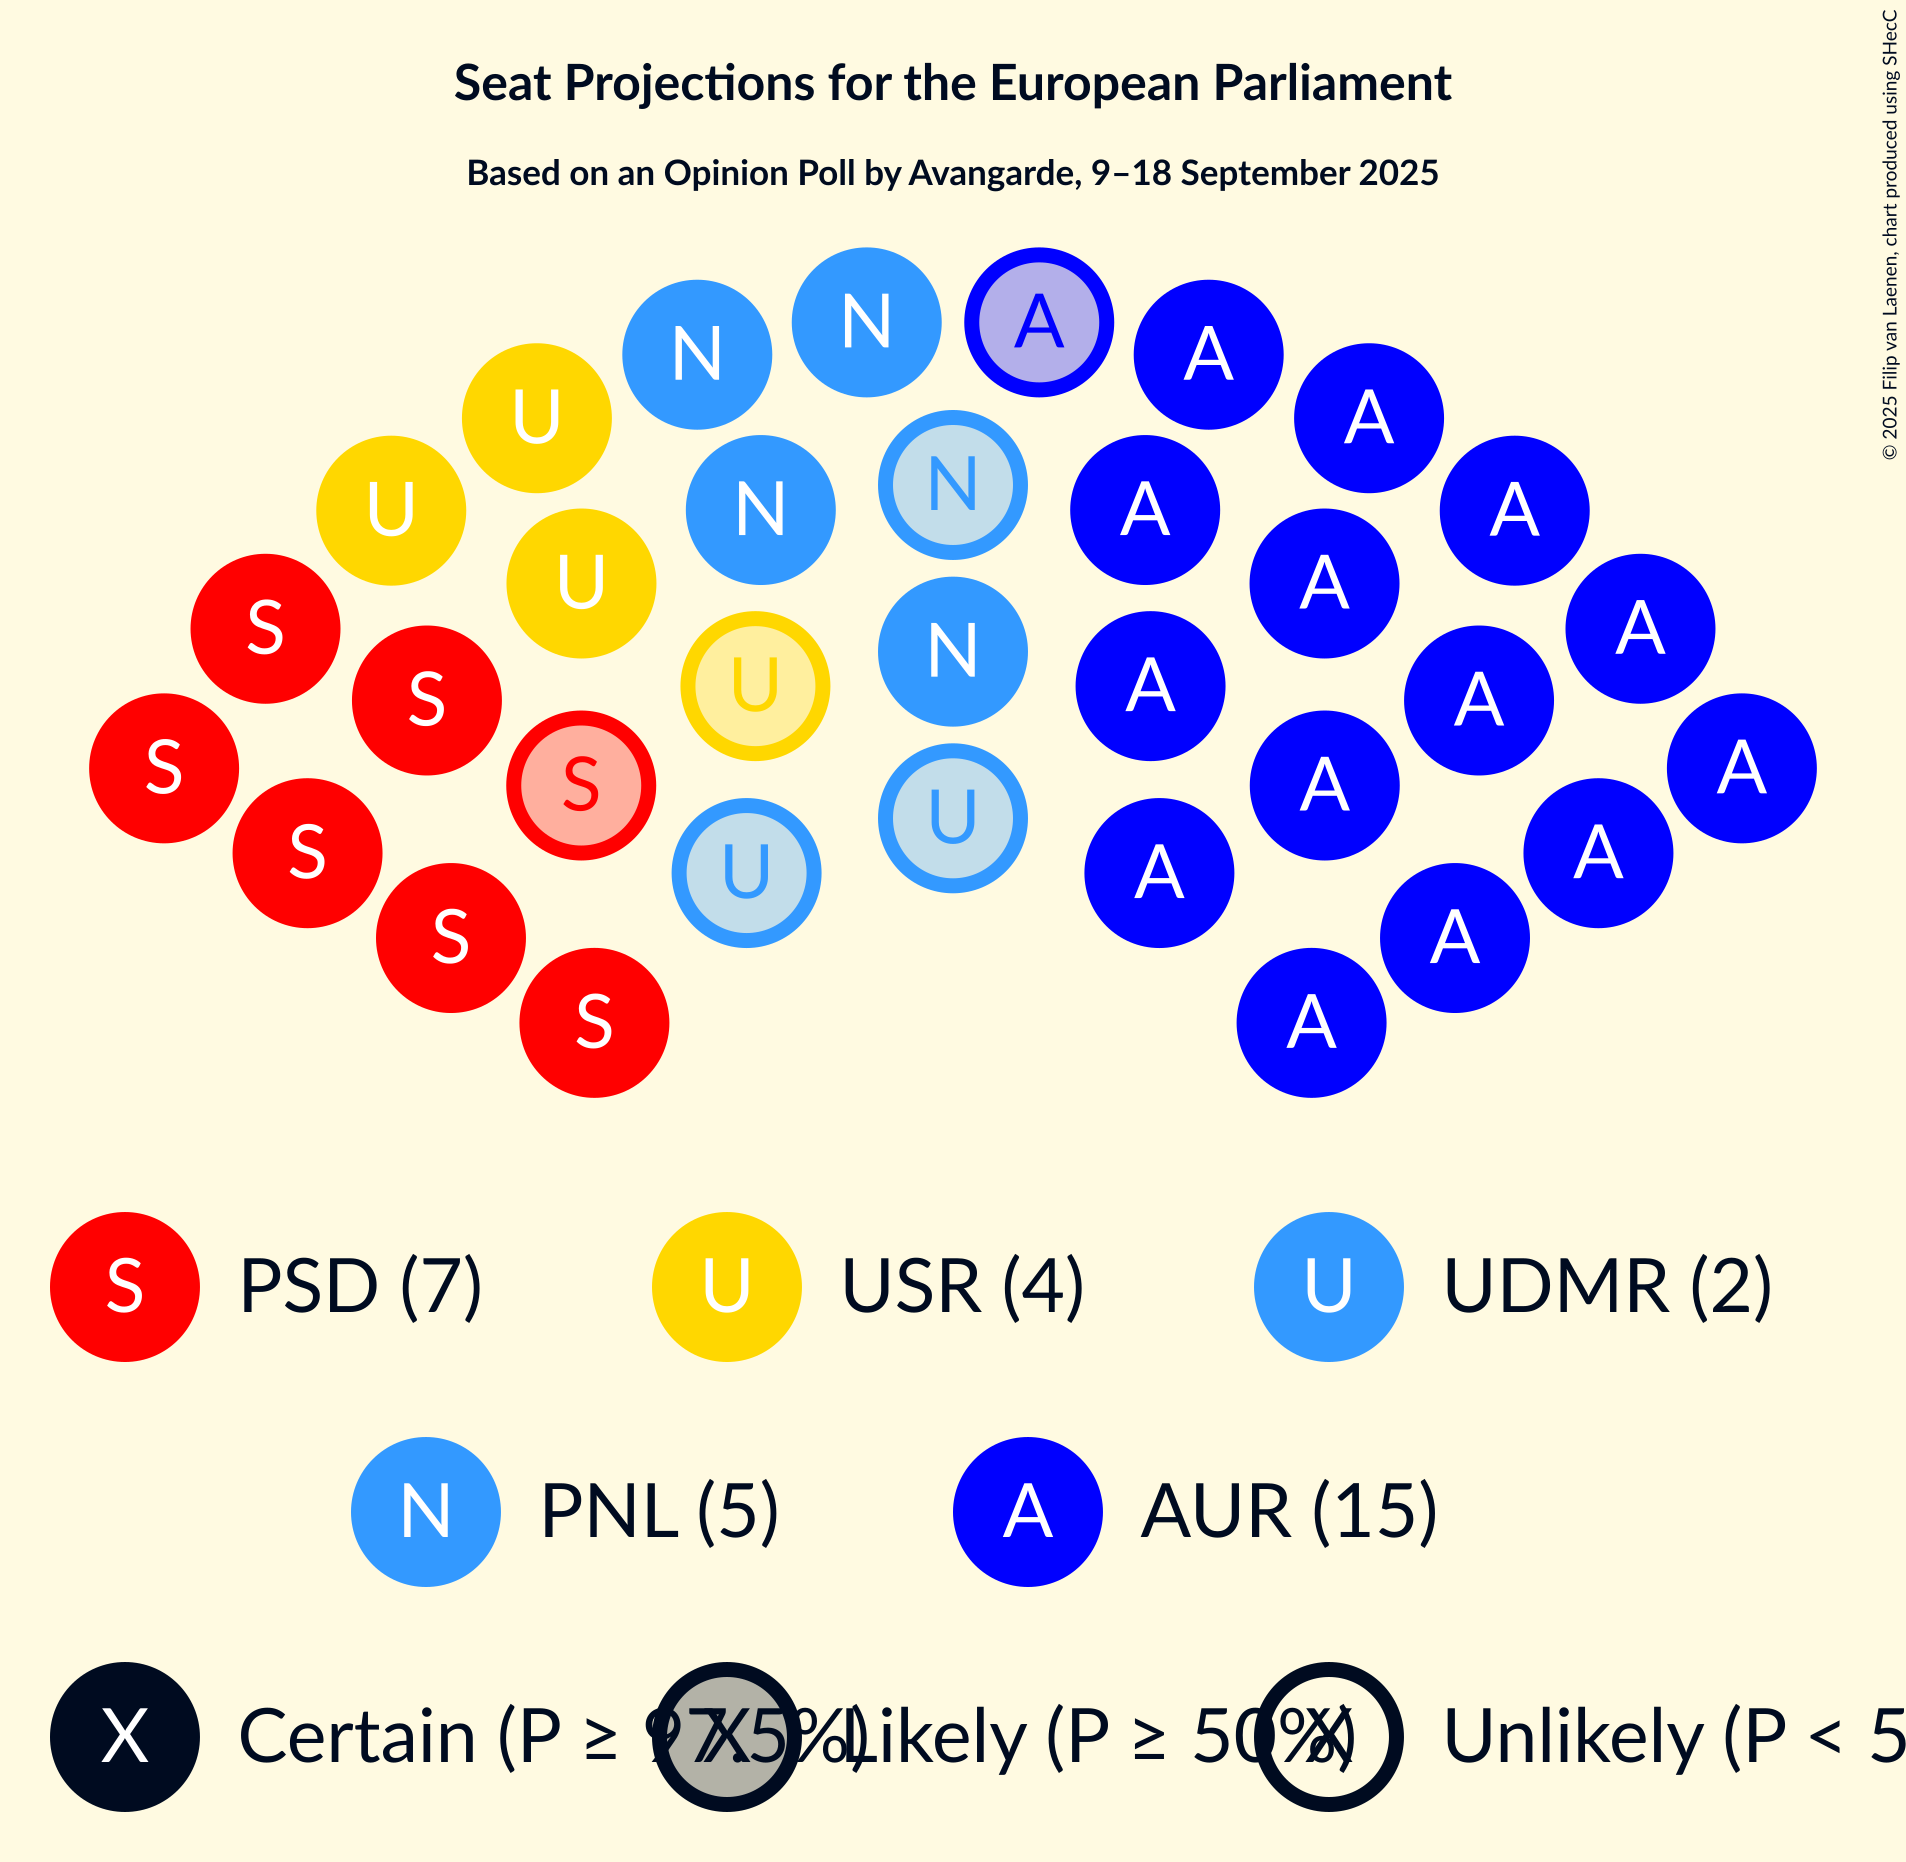 Seat Projections for the European Parliament
Based on an Opinion Poll by Avangarde, 9–18 September 2025
© 2025 Filip van Laenen, chart produced using SHecC
N N A
N A
U A
N N A
U A
U A
S N A
U
S A
S A
S
S A
U
S A
U A
S A
S A
S PSD (7) U USR (4) U UDMR (2)
N PNL (5) A AUR (15)
X Certain (P ≥ 97.5%) X Likely (P ≥ 50%) X Unlikely (P < 5